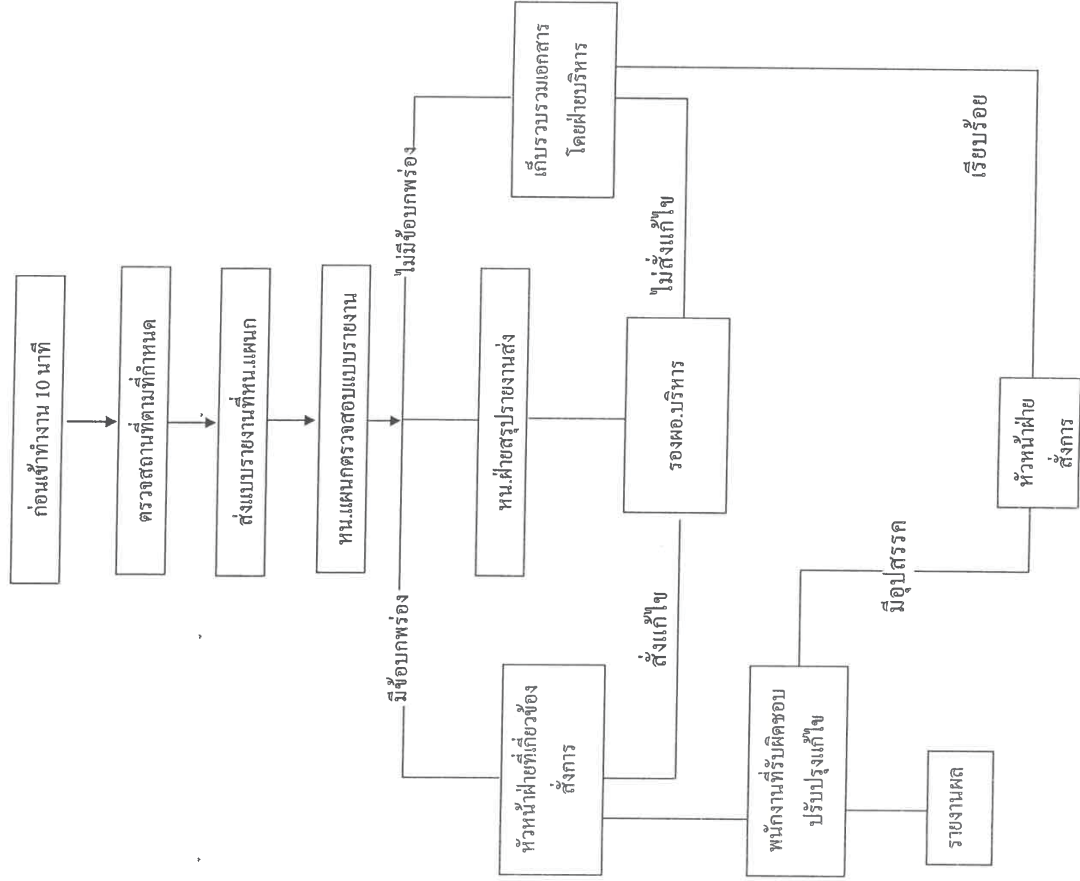 ก่อนเข้าทำงาน 10 นาที
ตรวจสถานที่ตามที่กำหนด
ส่งแบบรายงานที่หน.แผนก
หน.แผนกตรวจสอบแบบรายงาน
มีข้อบกพร่อง
ไม่มีข้อบกพร่อง
หัวหน้าฝ่ายที่เกี่ยวข้อง
สั่งการ
หน.ฝ่ายสรุปรายงานส่ง
เก็บรวบรวมเอกสาร
โดยฝ่ายบริหาร
สั่งแก้ไข
รองผอ.บริหาร
ไม่สั่งแก้ไข
พนักงานที่รับผิดชอบ
ปรับปรุงแก้ไข
มีอุปสรรค
หัวหน้าฝ่าย
สั่งการ
เรียบร้อย
รายงานผล